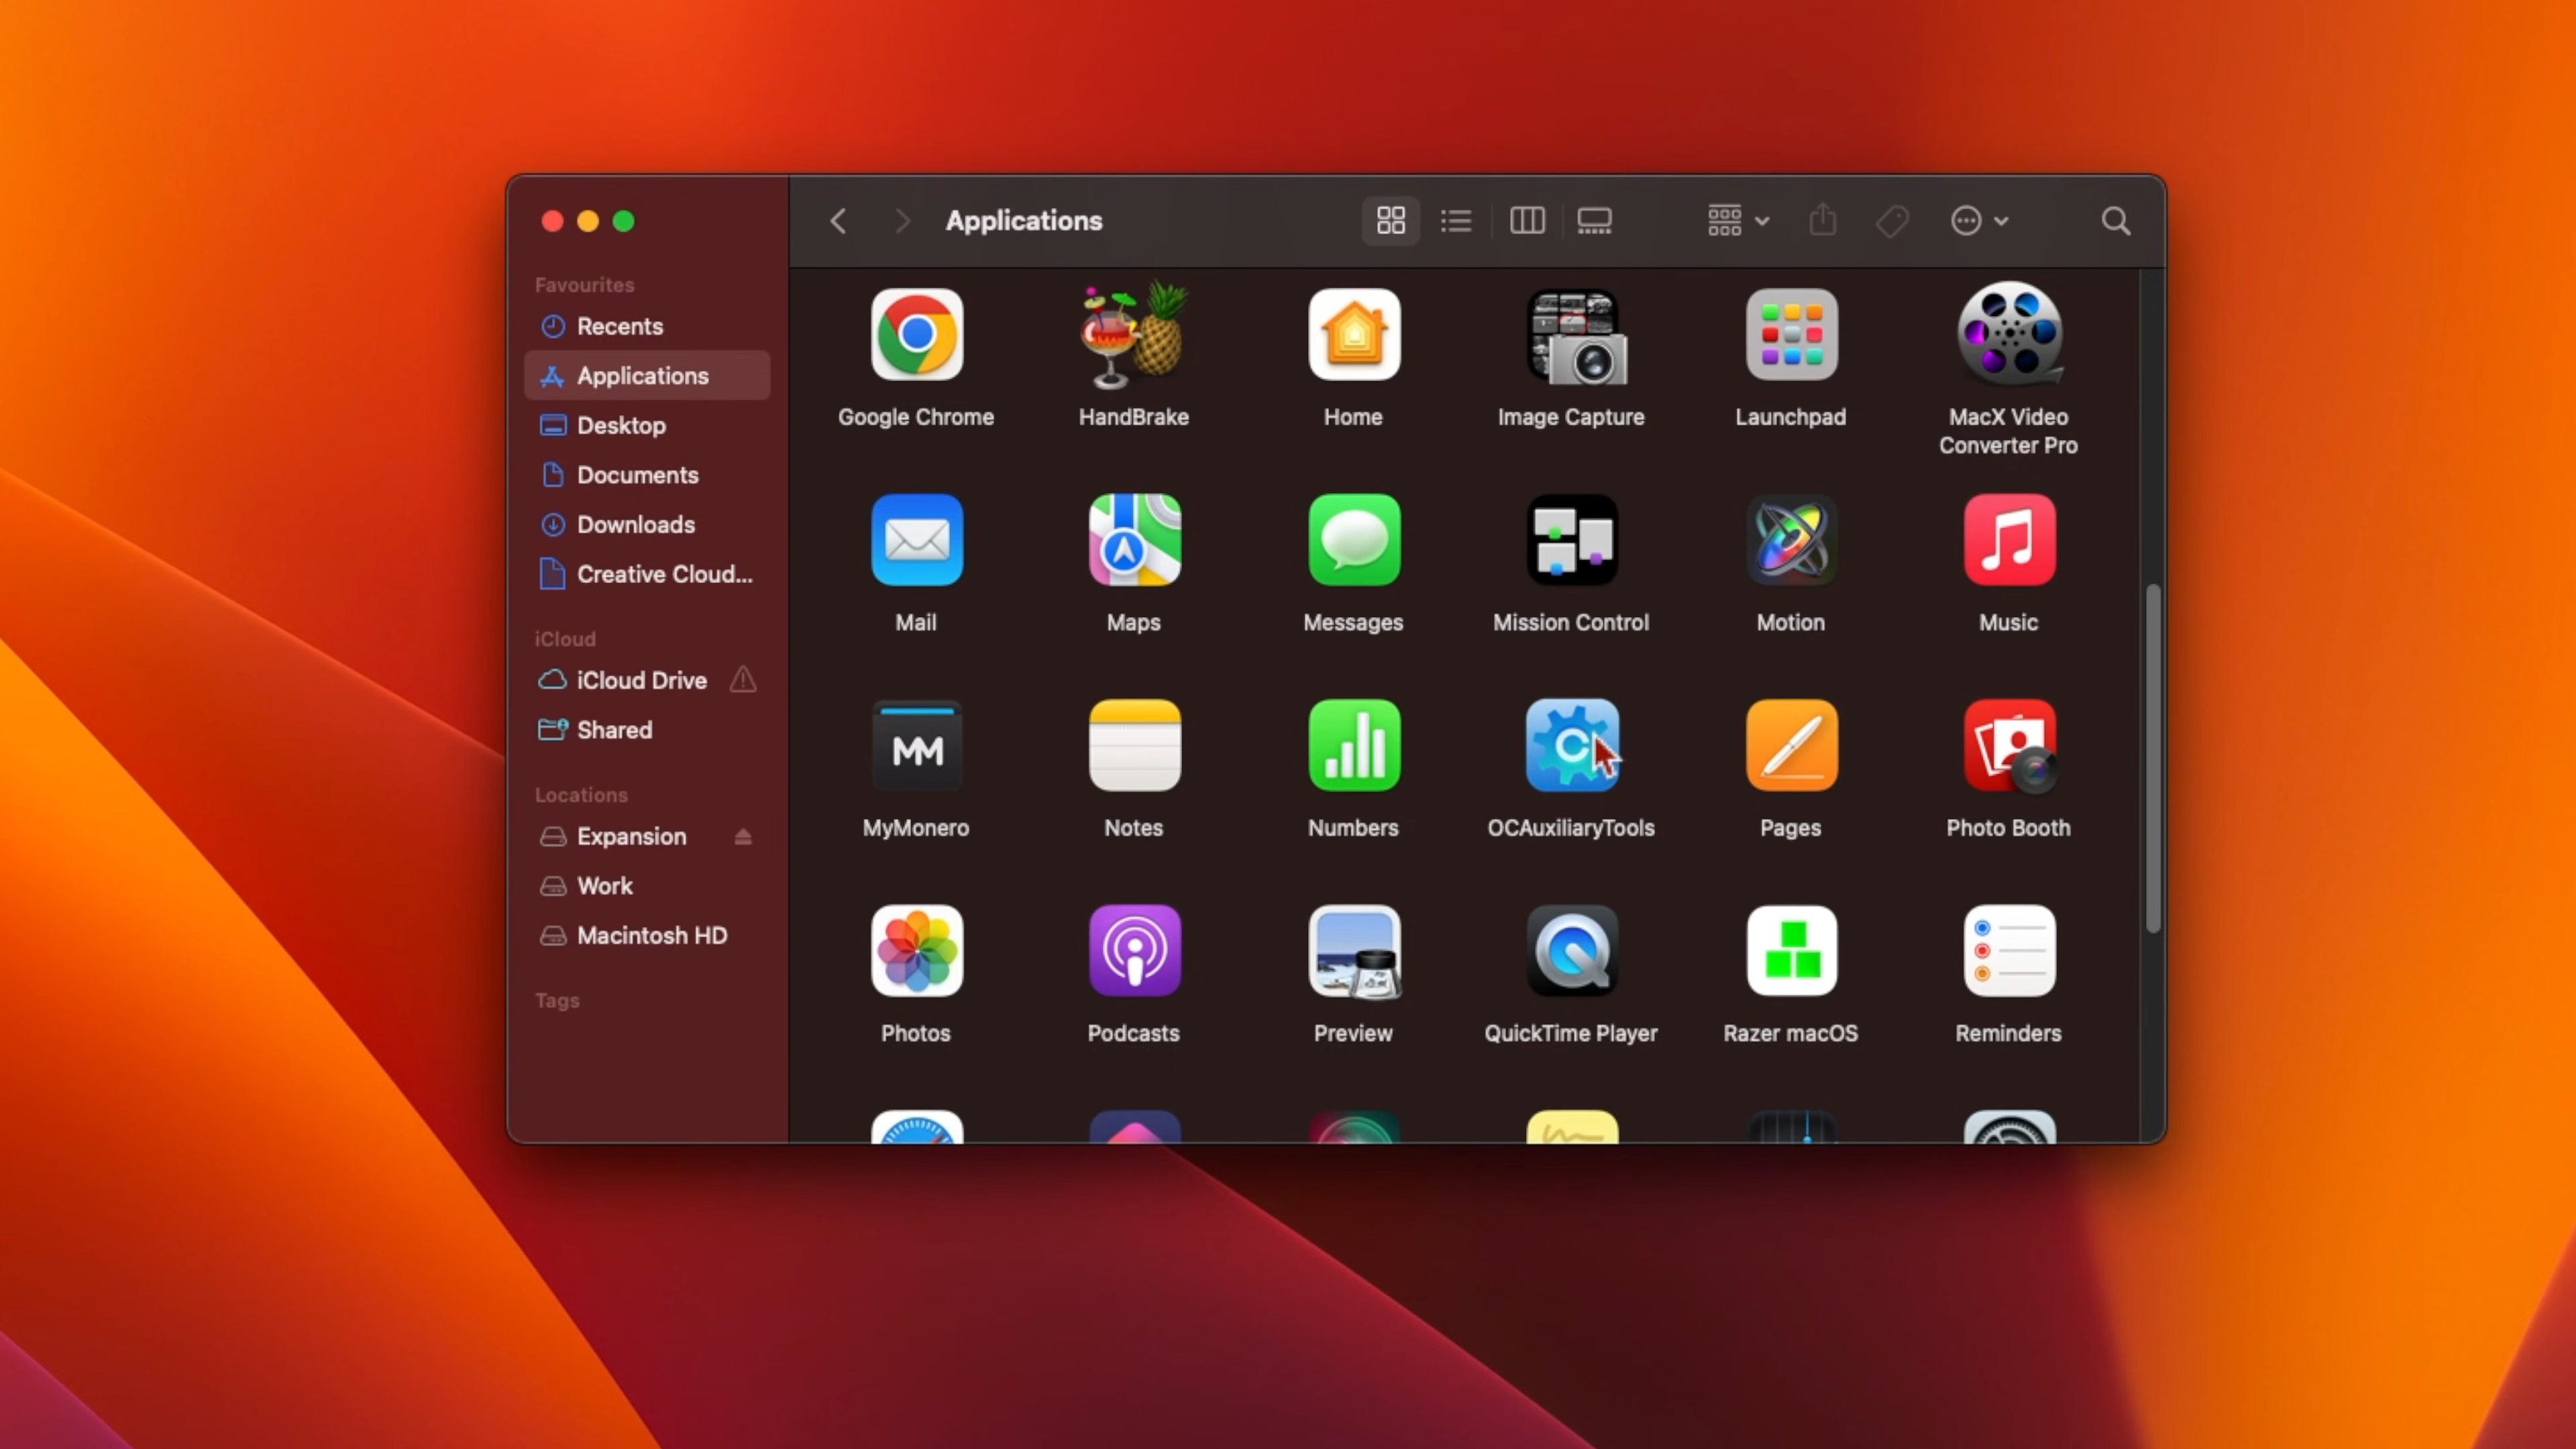 Applications
Favourites
Recents
Applications
Desktop
Documents
Downloads
Creative Cloud...
iCloud
iCloud Drive
Shared
Locations
Expansion
Work
Macintosh HD
Tags
Google Chrome
HandBrake
Home
Image Capture
Launchpad
MacX Video
Converter Pro
Mail
Maps
Messages
Mission Control
Motion
Music
MyMonero
Notes
Numbers
OCAuxiliaryTools
Pages
Photo Booth
Photos
Podcasts
Preview
QuickTime Player
Razer macOS
Reminders